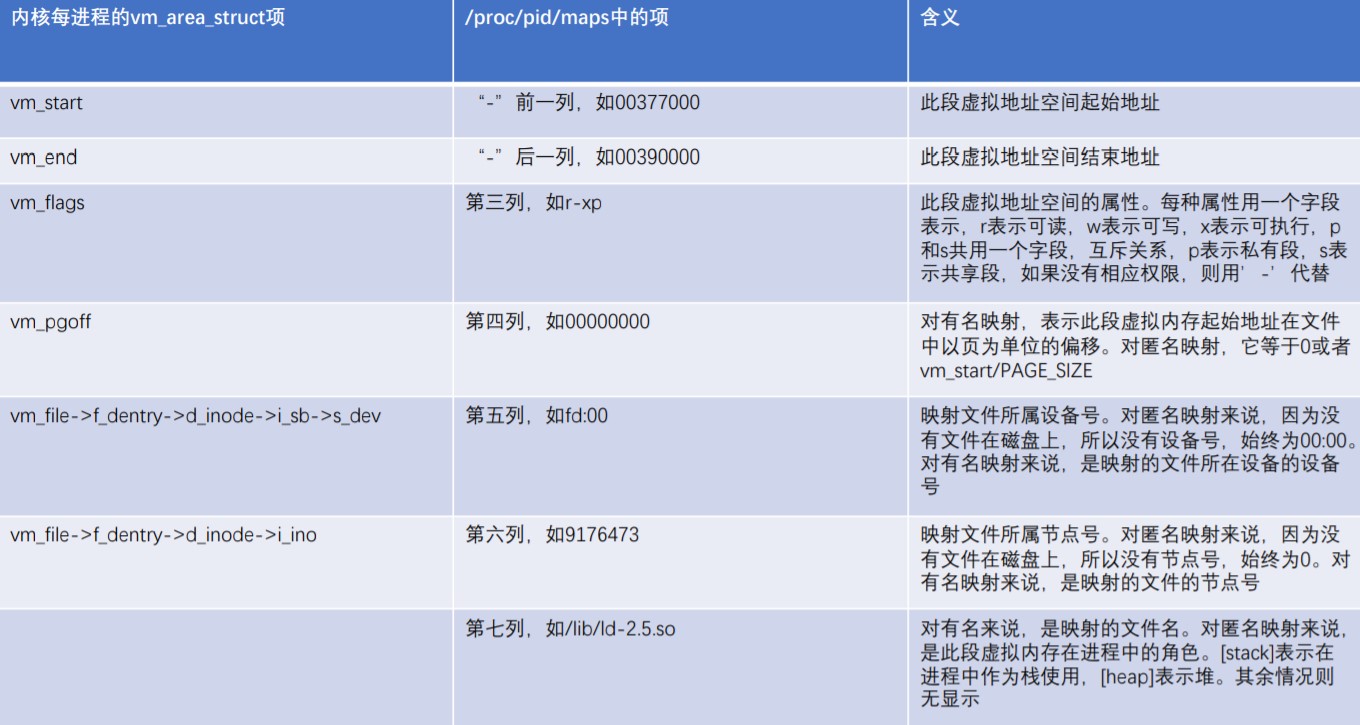 内核每进程的vm_area_struct项
/proc/pid/maps中的项
含义
vm_start
“-”前一列，如00377000
此段虚拟地址空间起始地址
vm_end
“-”后一列，如00390000
此段虚拟地址空间结束地址
vm_flags
第三列，如r-xp
此段虚拟地址空间的属性。每种属性用一个字段
表示，r表示可读，w表示可写，x表示可执行，p
和s共用一个字段，互斥关系，p表示私有段，s表
示共享段，如果没有相应权限，则用’-’代替
vm_pgoff
第四列，如00000000
对有名映射，表示此段虚拟内存起始地址在文件
中以页为单位的偏移。对匿名映射，它等于0或者
vm_start/PAGE_SIZE
vm_file->f_dentry->d_inode->i_sb->s_dev
第五列，如fd:00
映射文件所属设备号。对匿名映射来说，因为没
有文件在磁盘上，所以没有设备号，始终为00:00。
对有名映射来说，是映射的文件所在设备的设备
号
vm_file->f_dentry->d_inode->i_ino
第六列，如9176473
映射文件所属节点号。对匿名映射来说，因为没
有文件在磁盘上，所以没有节点号，始终为0。对
有名映射来说，是映射的文件的节点号
第七列，如/lib/ld-2.5.so
对有名来说，是映射的文件名。对匿名映射来说，
是此段虚拟内存在进程中的角色。[stack]表示在
进程中作为栈使用，[heap]表示堆。其余情况则
无显示